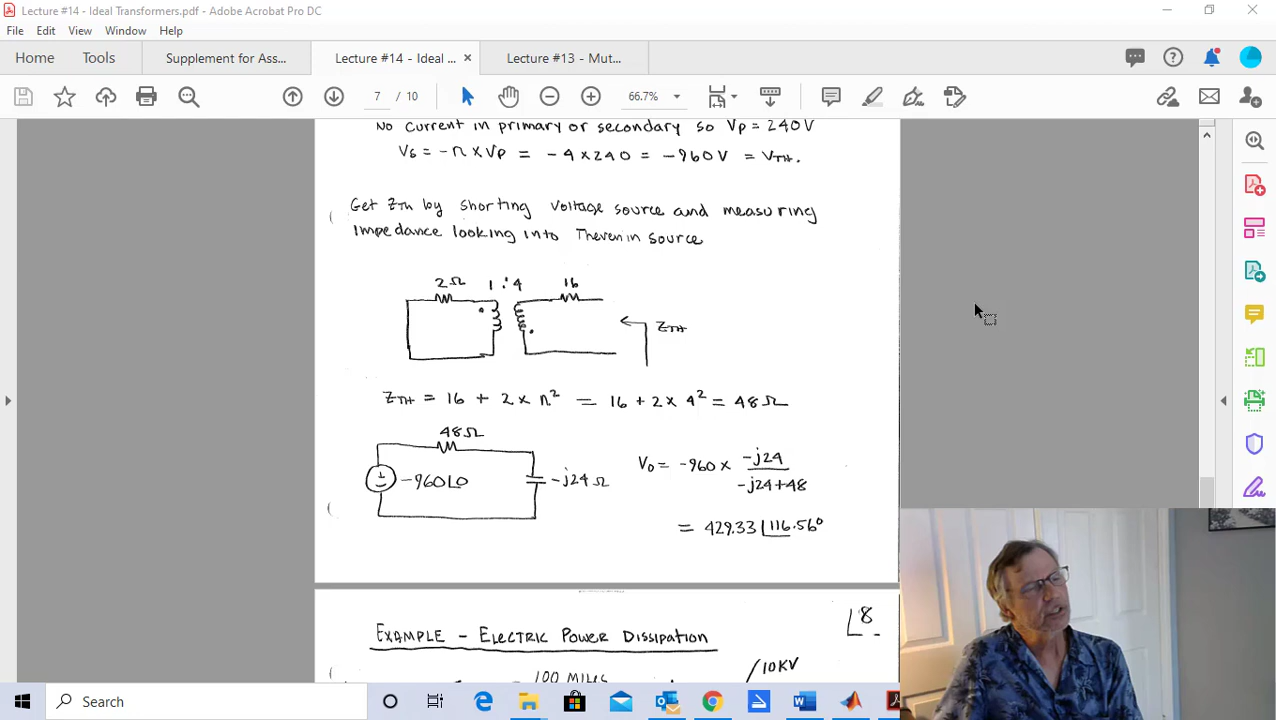 Lecture #14 - Ideal Transformers.pdf - Adobe Acrobat Pro DC
File Edit View Window Help
Home Tools Supplement for Ass... Lecture #14 - Ideal ... × Lecture #13 - Mut...
7 / 10 66.7%
No current in primary or secondary so Vp = 240V
Vs = -n x Vp = -4 x 240 = -960V = VTH.
Get ZTH by shorting voltage source and measuring
impedance looking into Thevenin source
2Ω 1:4 16
ZTH
ZTH = 16 + 2 x n² = 16 + 2 x 4² = 48Ω
48Ω
-960∠0 -j24Ω
Vo = -960 x -j24 / -j24+48
= 429.33 ∠116.56°
8
EXAMPLE - ELECTRIC POWER DISSIPATION
100 MILES
10KV
Search